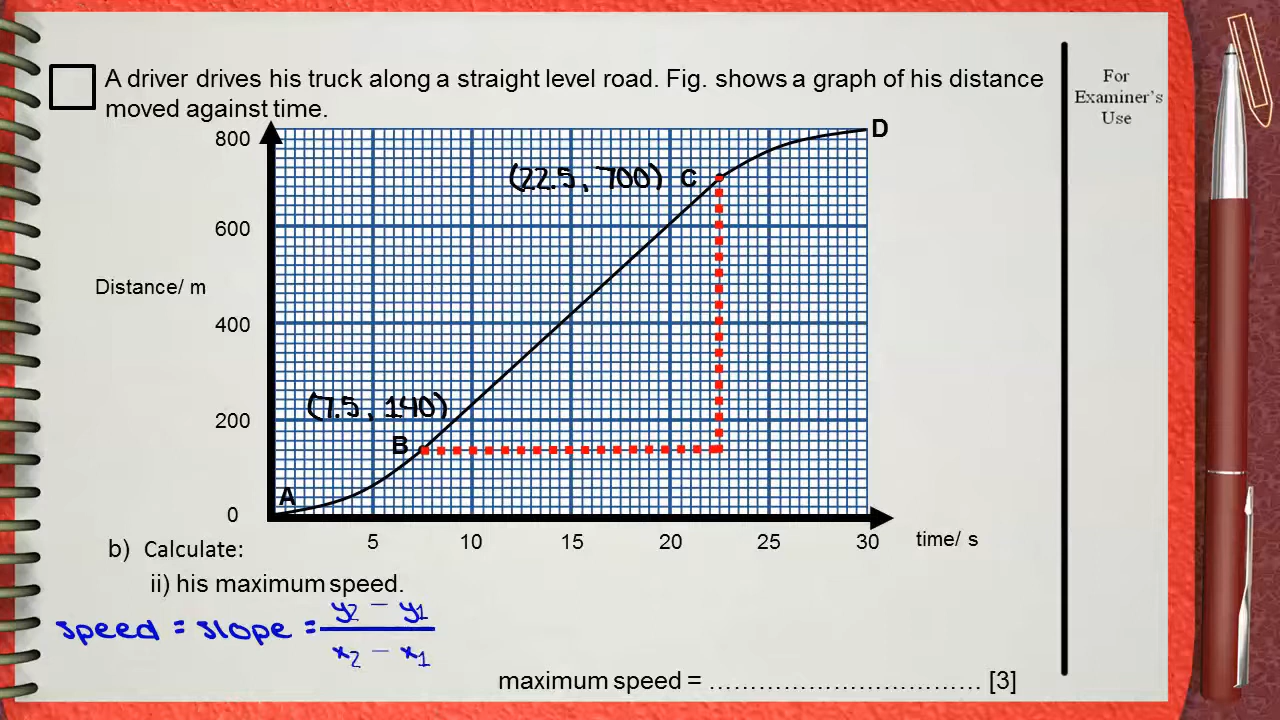 A driver drives his truck along a straight level road. Fig. shows a graph of his distance
moved against time.
For
Examiner's
Use
800
D
(22.5, 700) C
600
Distance/ m
400
(7.5, 140)
200
B
A
0
5 10 15 20 25 30 time/ s
b) Calculate:
ii) his maximum speed.
speed = slope = y2 - y1
x2 - x1
maximum speed = ................................ [3]